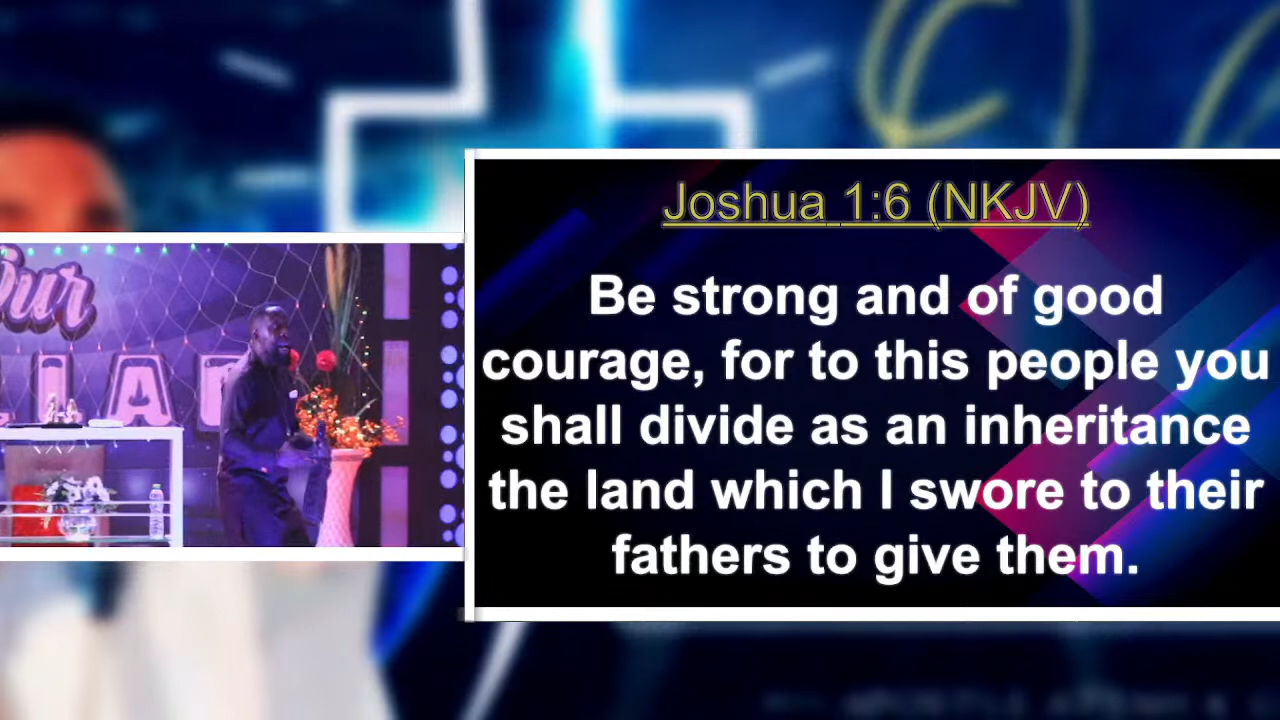 Joshua 1:6 (NKJV)
Be strong and of good
courage, for to this people you
shall divide as an inheritance
the land which I swore to their
fathers to give them.